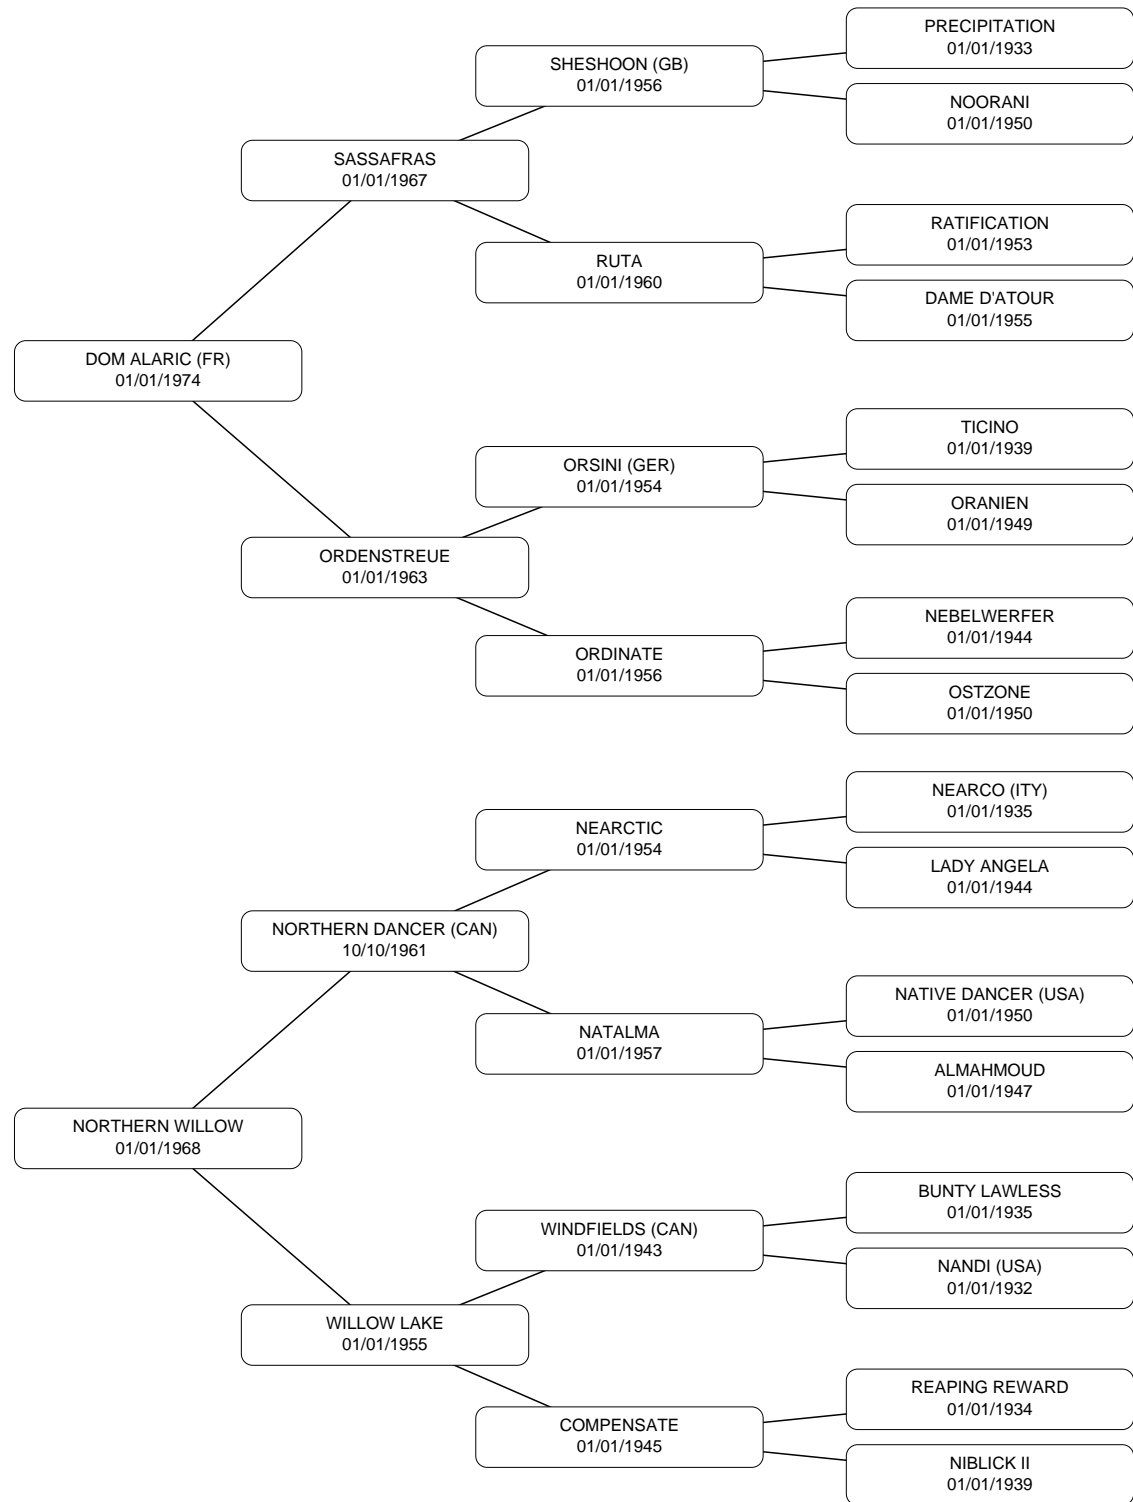 PRECIPITATION
01/01/1933
SHESHOON (GB)
01/01/1956
NOORANI
01/01/1950
SASSAFRAS
01/01/1967
RATIFICATION
01/01/1953
RUTA
01/01/1960
DAME D'ATOUR
01/01/1955
DOM ALARIC (FR)
01/01/1974
TICINO
01/01/1939
ORSINI (GER)
01/01/1954
ORANIEN
01/01/1949
ORDENSTREUE
01/01/1963
NEBELWERFER
01/01/1944
ORDINATE
01/01/1956
OSTZONE
01/01/1950
NEARCO (ITY)
01/01/1935
NEARCTIC
01/01/1954
LADY ANGELA
01/01/1944
NORTHERN DANCER (CAN)
10/10/1961
NATIVE DANCER (USA)
01/01/1950
NATALMA
01/01/1957
ALMAHMOUD
01/01/1947
NORTHERN WILLOW
01/01/1968
BUNTY LAWLESS
01/01/1935
WINDFIELDS (CAN)
01/01/1943
NANDI (USA)
01/01/1932
WILLOW LAKE
01/01/1955
REAPING REWARD
01/01/1934
COMPENSATE
01/01/1945
NIBLICK II
01/01/1939